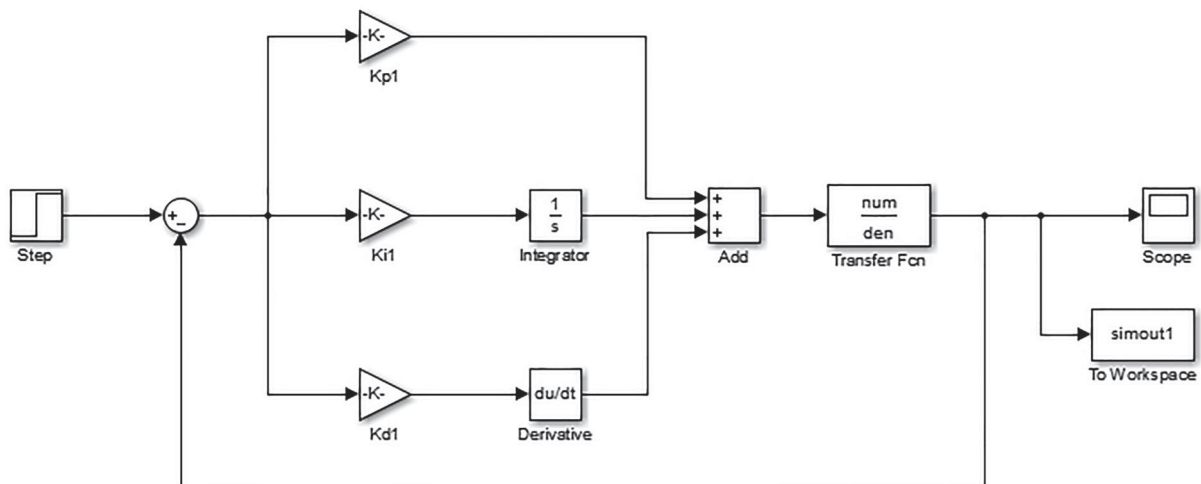 -K-
Kp1
Step
+
−
-K-
Ki1
1
s
Integrator
+
+
+
Add
num
den
Transfer Fcn
Scope
simout1
To Workspace
-K-
Kd1
du/dt
Derivative